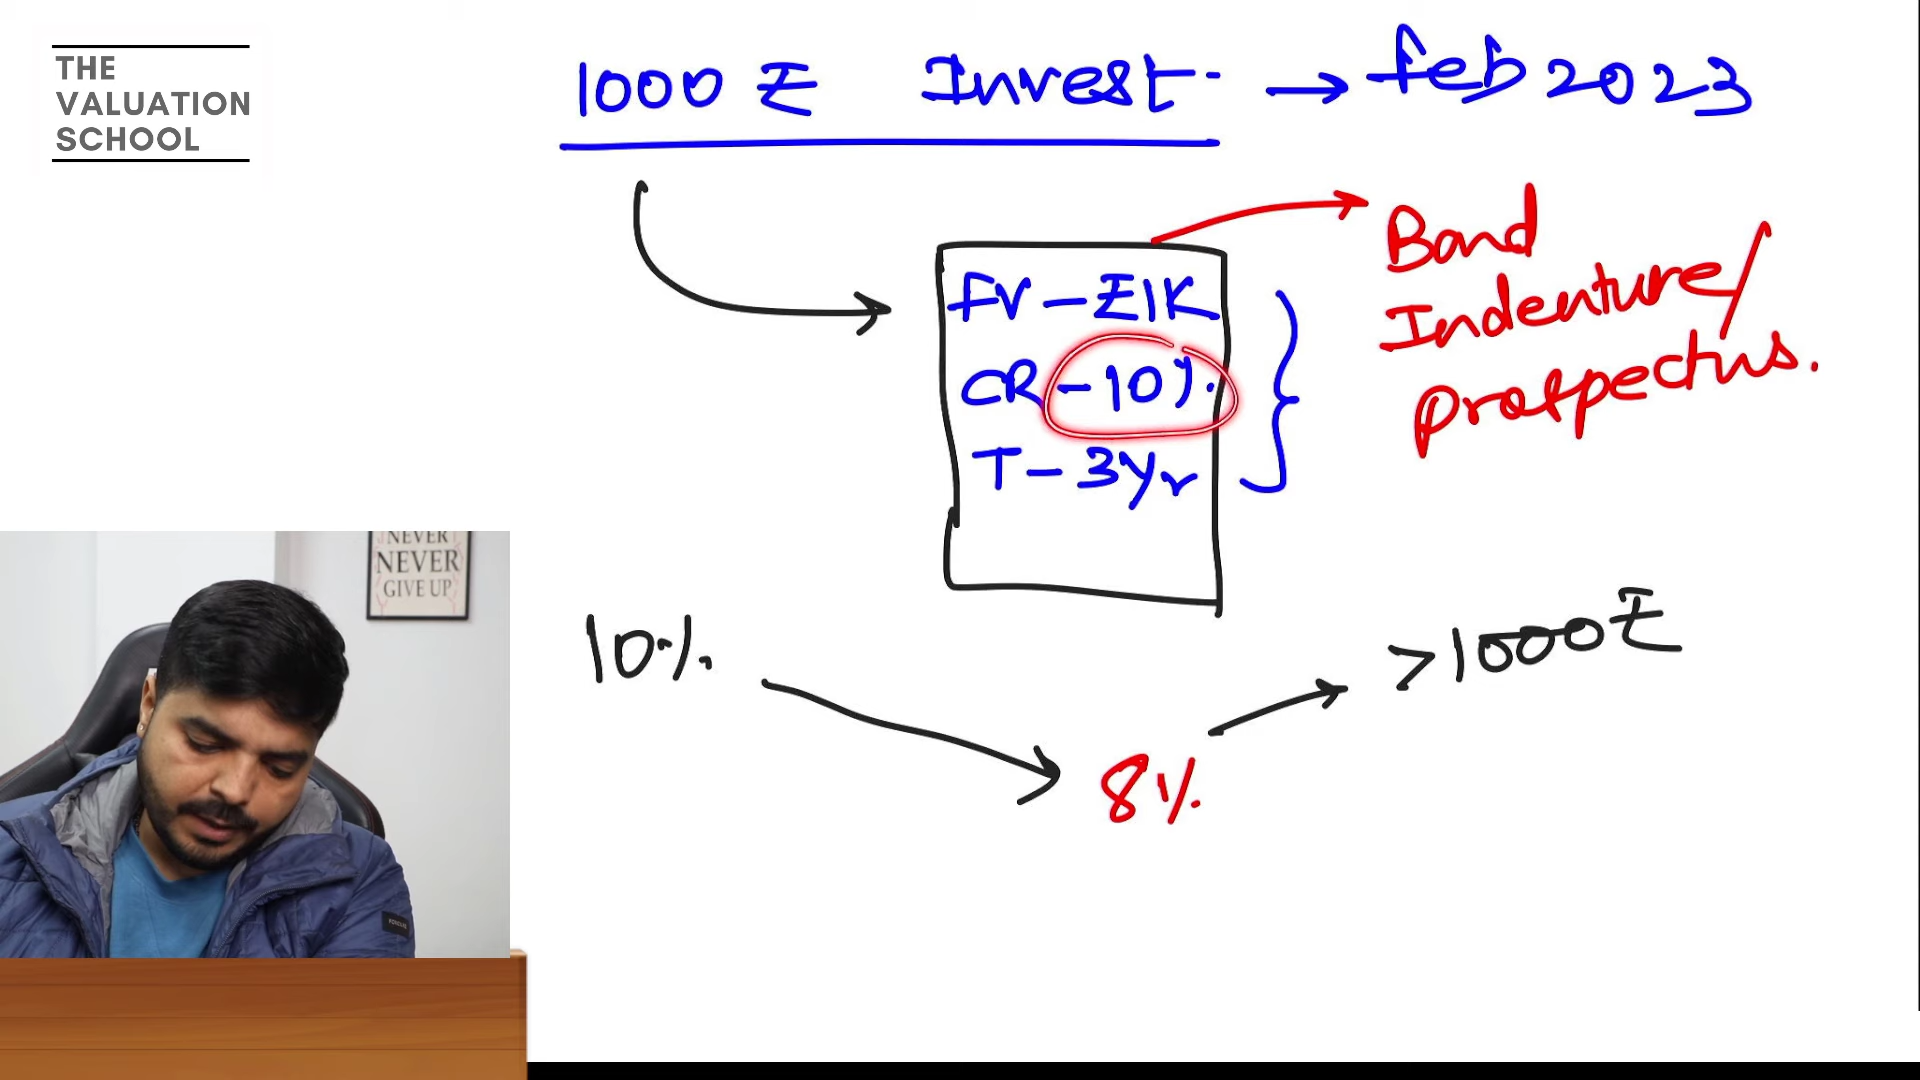 THE
VALUATION
SCHOOL
1000 ₹ Invest. → Feb 2023
Bond
Indenture/
Prospectus.
FV - ₹1K
CR - 10%.
T - 3Yr
NEVER
NEVER
GIVE UP
10%
8%
>1000₹